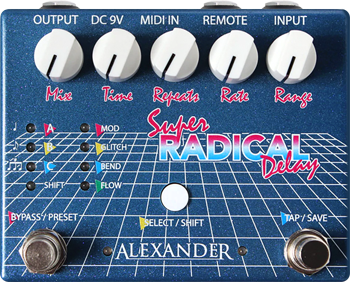 OUTPUT DC 9V MIDI IN REMOTE INPUT
Mix Time Repeats Rate Range
Super
RADICAL
Delay
A MOD
B GLITCH
C BEND
SHIFT FLOW
BYPASS / PRESET SELECT / SHIFT TAP / SAVE
ALEXANDER